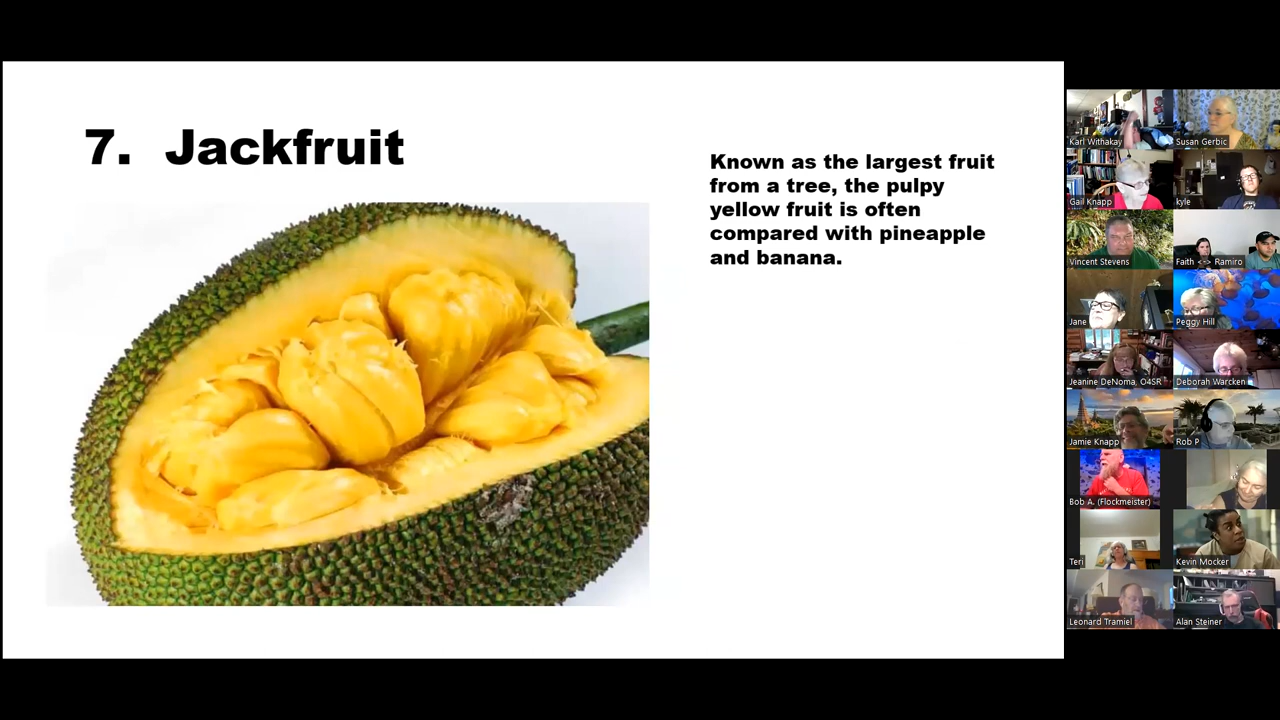 7. Jackfruit
Known as the largest fruit
from a tree, the pulpy
yellow fruit is often
compared with pineapple
and banana.
Karl Withakay
Susan Gerbic
Gail Knapp
kyle
Vincent Stevens
Faith <-> Ramiro
Jane
Peggy Hill
Jeanine DeNoma, O4SR
Deborah Warcken
Jamie Knapp
Rob P
Bob A. (Flockmeister)
Teri
Kevin Mocker
Leonard Tramiel
Alan Steiner